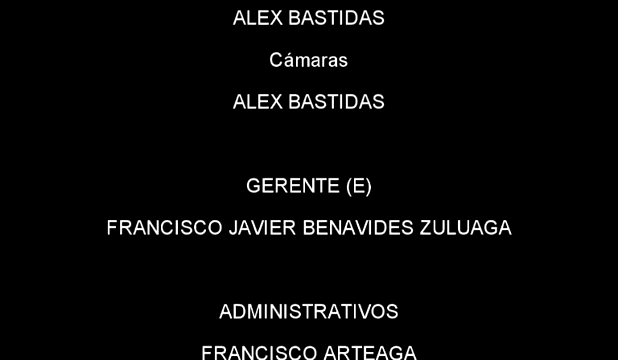 ALEX BASTIDAS
Cámaras
ALEX BASTIDAS
GERENTE (E)
FRANCISCO JAVIER BENAVIDES ZULUAGA
ADMINISTRATIVOS
FRANCISCO ARTEAGA